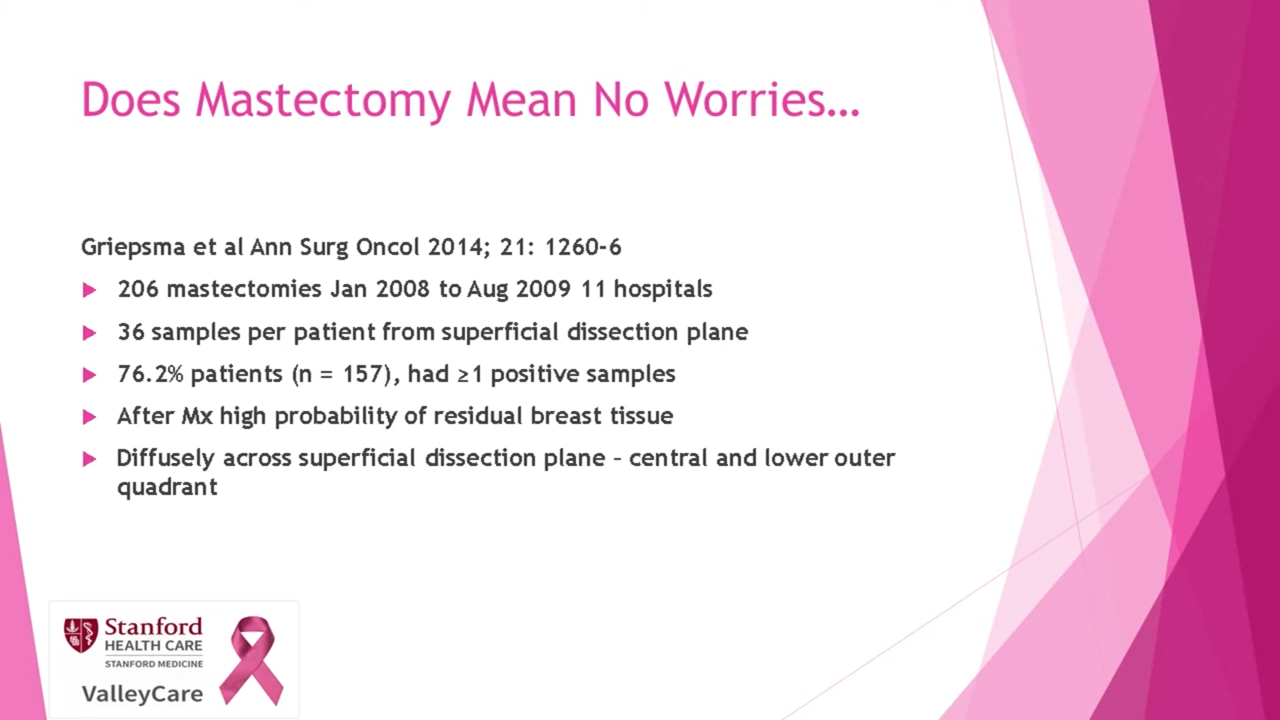 Does Mastectomy Mean No Worries…
Griepsma et al Ann Surg Oncol 2014; 21: 1260-6
206 mastectomies Jan 2008 to Aug 2009 11 hospitals
36 samples per patient from superficial dissection plane
76.2% patients (n = 157), had ≥1 positive samples
After Mx high probability of residual breast tissue
Diffusely across superficial dissection plane – central and lower outer
quadrant
Stanford
HEALTH CARE
STANFORD MEDICINE
ValleyCare